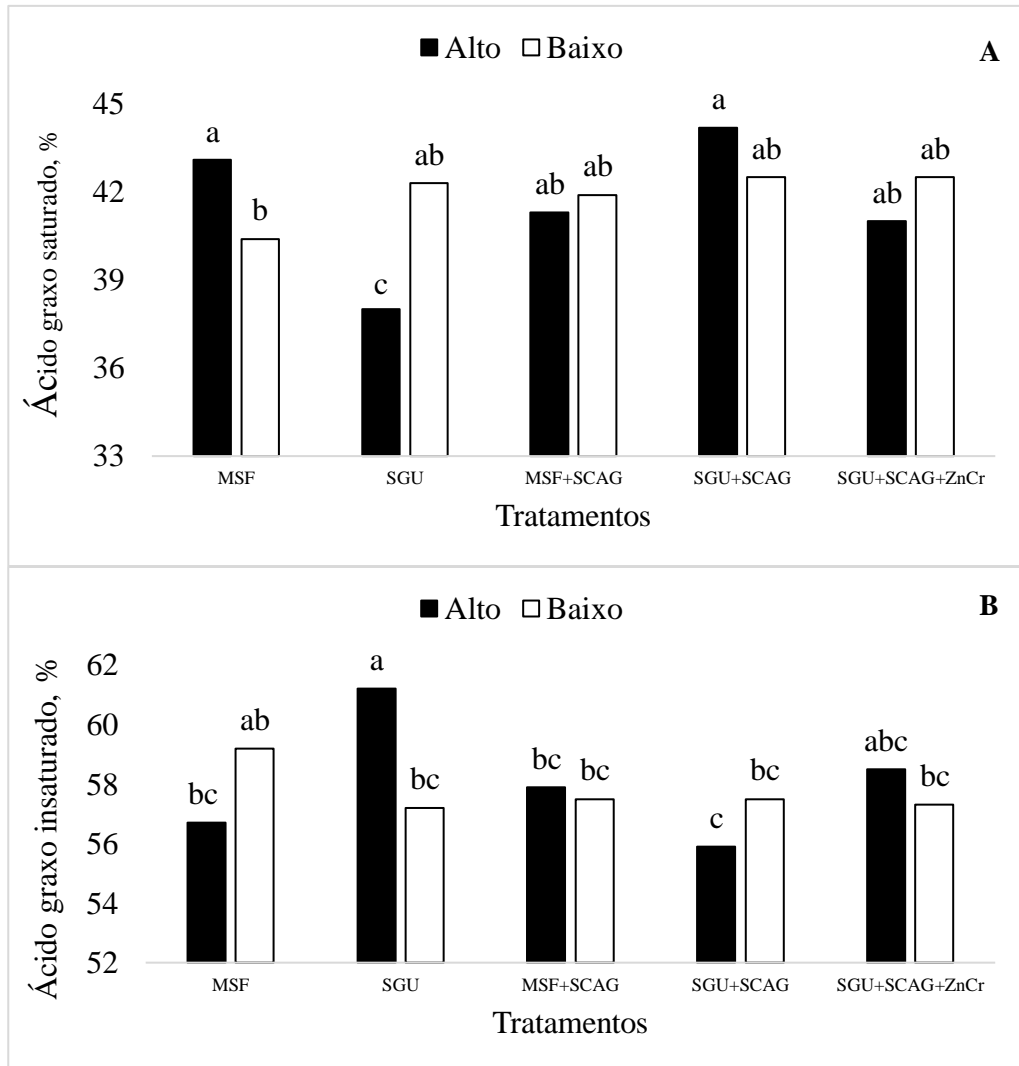 Alto Baixo
A
Ácido graxo saturado, %
45
42
39
36
33
a
b
c
ab
ab
ab
a
ab
ab
ab
MSF
SGU
MSF+SCAG
SGU+SCAG
SGU+SCAG+ZnCr
Tratamentos
Alto Baixo
B
Ácido graxo insaturado, %
62
60
58
56
54
52
bc
ab
a
bc
bc
bc
c
bc
abc
bc
MSF
SGU
MSF+SCAG
SGU+SCAG
SGU+SCAG+ZnCr
Tratamentos